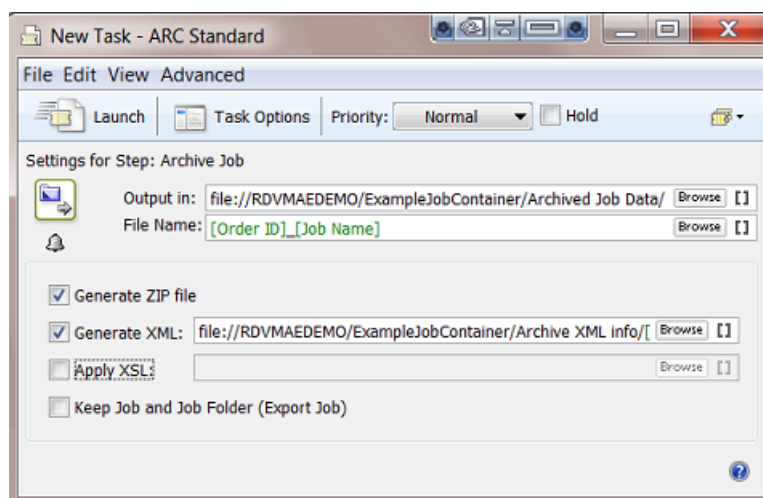 New Task - ARC Standard
File Edit View Advanced
Launch Task Options Priority: Normal Hold
Settings for Step: Archive Job
Output in: file://RDVMAEDEMO/ExampleJobContainer/Archived Job Data/ Browse []
File Name: [Order ID]_[Job Name] Browse []
Generate ZIP file
Generate XML: file://RDVMAEDEMO/ExampleJobContainer/Archive XML info/[ Browse []
Apply XSL: Browse []
Keep Job and Job Folder (Export Job)